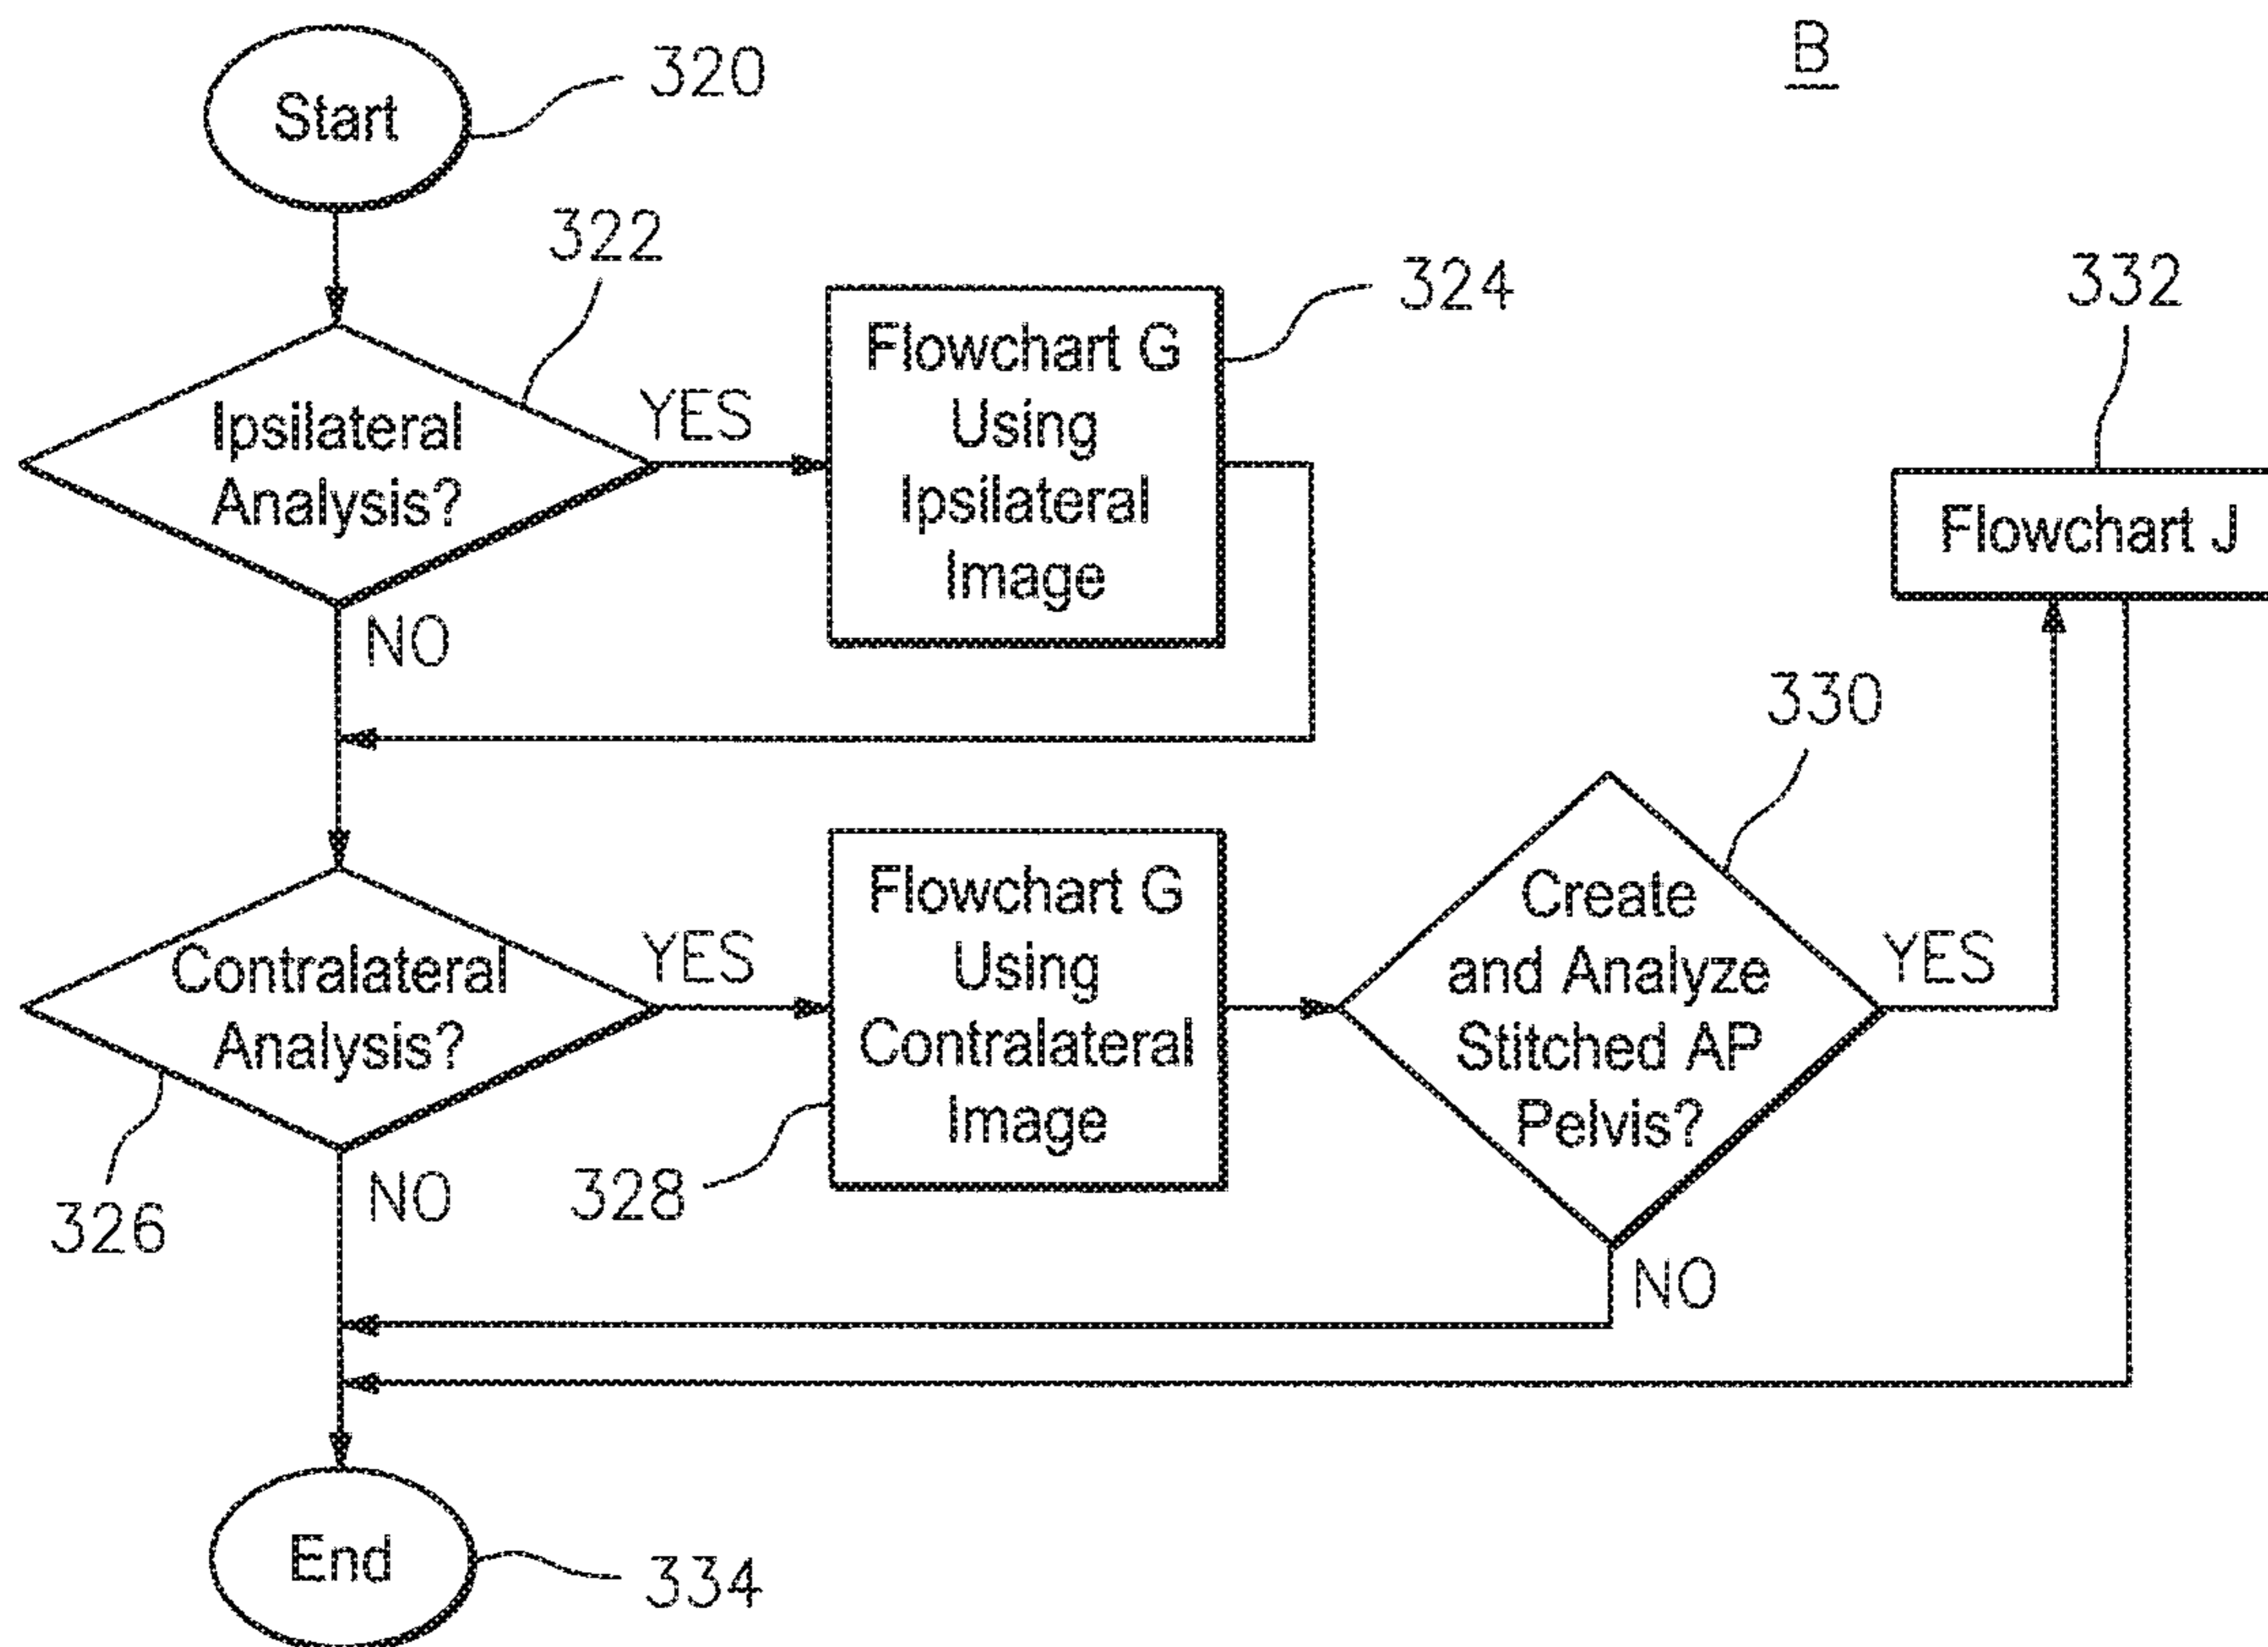 B
Start
320
322
Ipsilateral
Analysis?
YES
NO
Flowchart G
Using
Ipsilateral
Image
324
332
Flowchart J
330
Contralateral
Analysis?
326
YES
NO
Flowchart G
Using
Contralateral
Image
328
Create
and Analyze
Stitched AP
Pelvis?
YES
NO
End
334